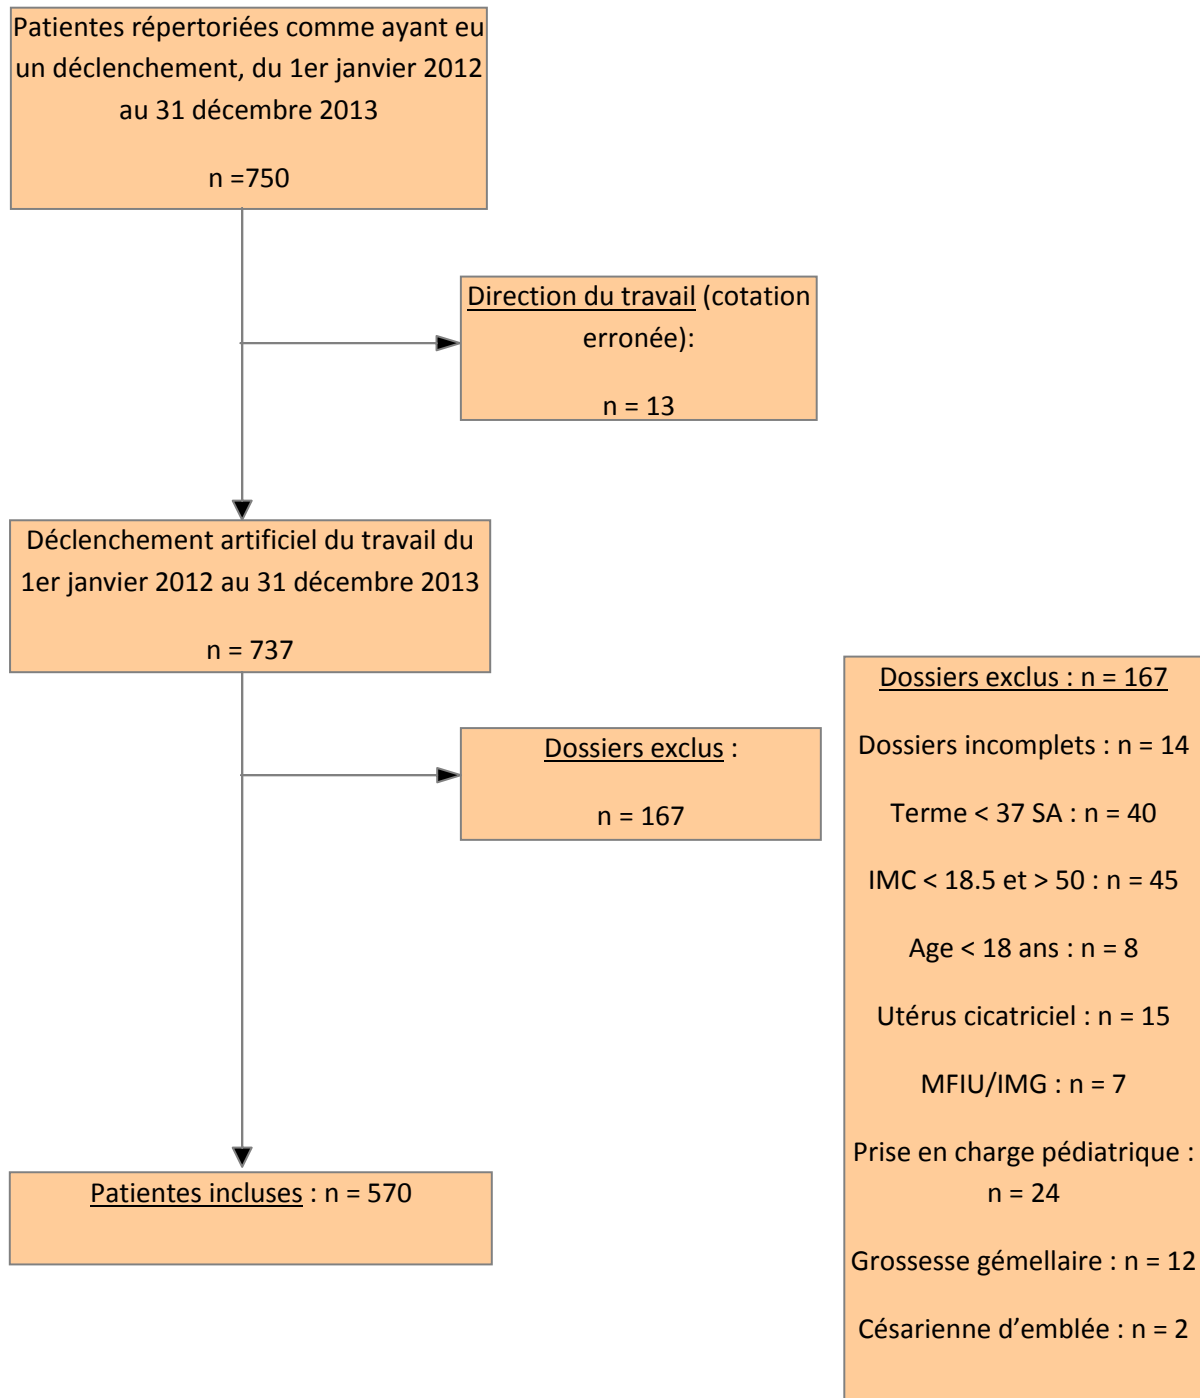 Patientes répertoriées comme ayant eu
un déclenchement, du 1er janvier 2012
au 31 décembre 2013
n =750
Direction du travail (cotation
erronée):
n = 13
Déclenchement artificiel du travail du
1er janvier 2012 au 31 décembre 2013
n = 737
Dossiers exclus :
n = 167
Patientes incluses : n = 570
Dossiers exclus : n = 167
Dossiers incomplets : n = 14
Terme < 37 SA : n = 40
IMC < 18.5 et > 50 : n = 45
Age < 18 ans : n = 8
Utérus cicatriciel : n = 15
MFIU/IMG : n = 7
Prise en charge pédiatrique :
n = 24
Grossesse gémellaire : n = 12
Césarienne d’emblée : n = 2